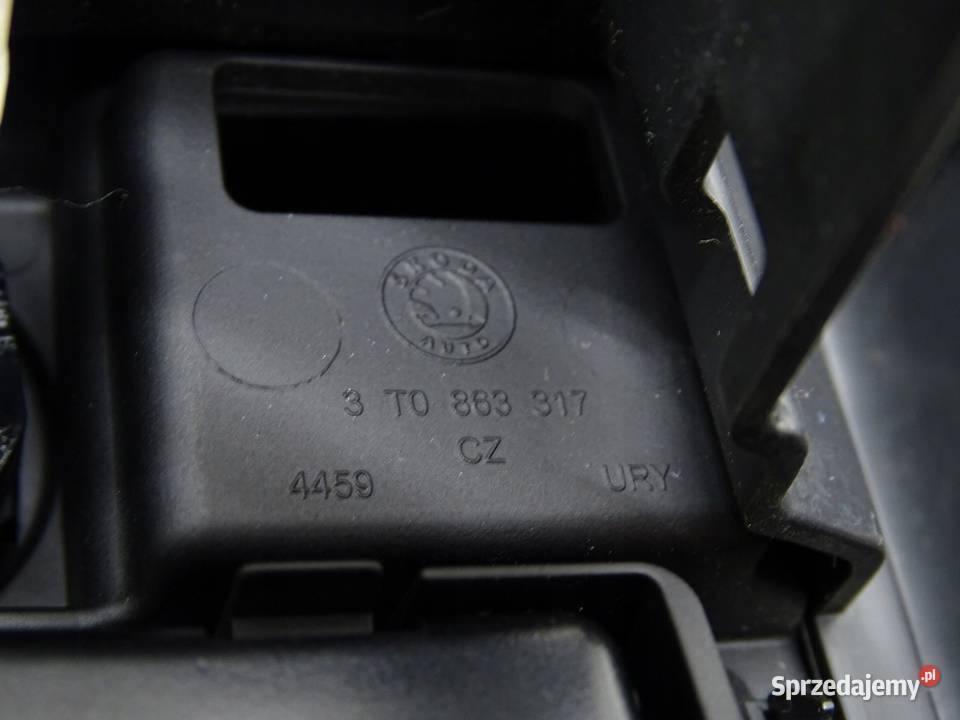 ŠKODA
AUTO
3 T0 863 317
CZ
4459 URY
Sprzedajemy.pl